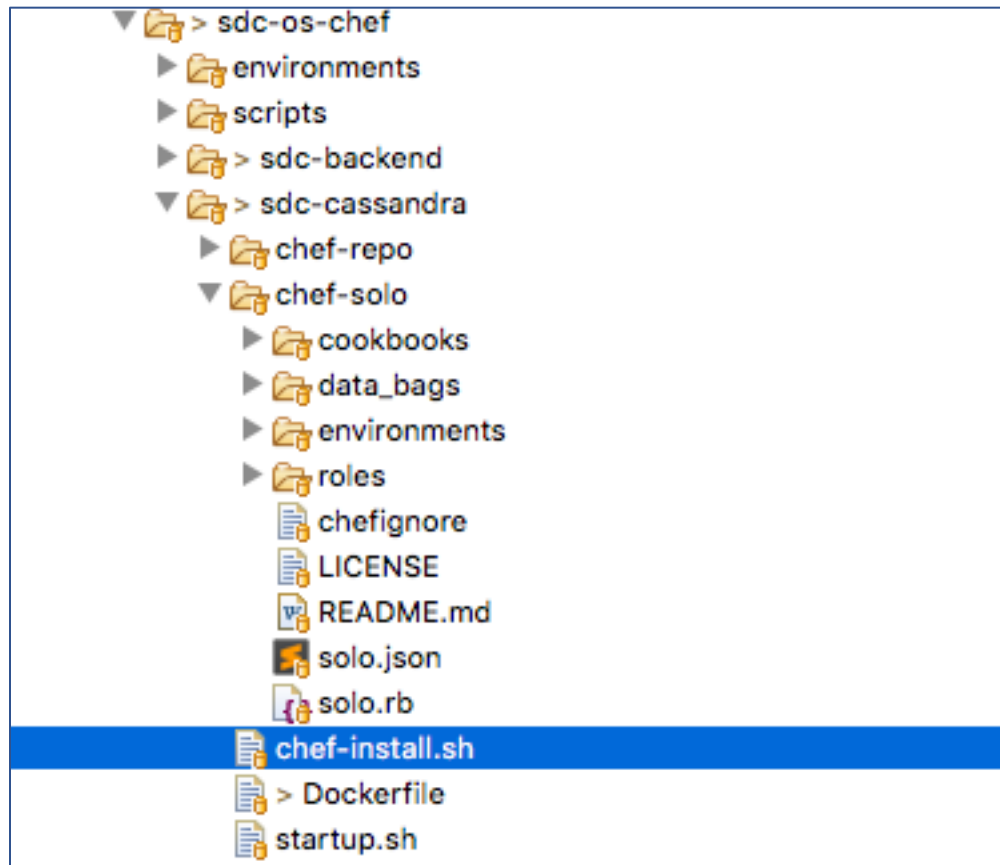 > sdc-os-chef
environments
scripts
> sdc-backend
> sdc-cassandra
chef-repo
chef-solo
cookbooks
data_bags
environments
roles
chefignore
LICENSE
README.md
solo.json
solo.rb
chef-install.sh
> Dockerfile
startup.sh